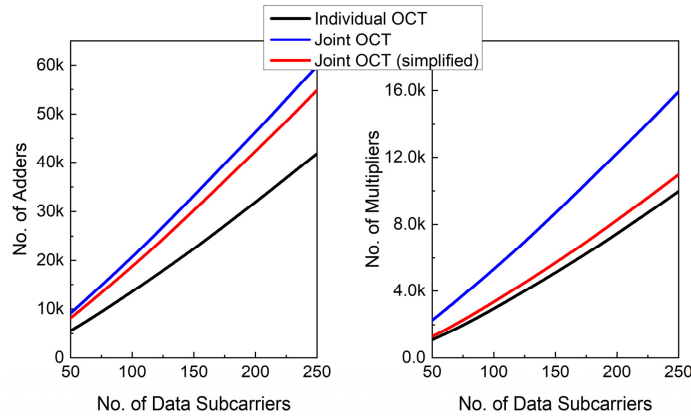 Individual OCT
Joint OCT
Joint OCT (simplified)
No. of Adders
60k
50k
40k
30k
20k
10k
0
50
100
150
200
250
No. of Data Subcarriers
No. of Multipliers
16.0k
12.0k
8.0k
4.0k
0.0
50
100
150
200
250
No. of Data Subcarriers